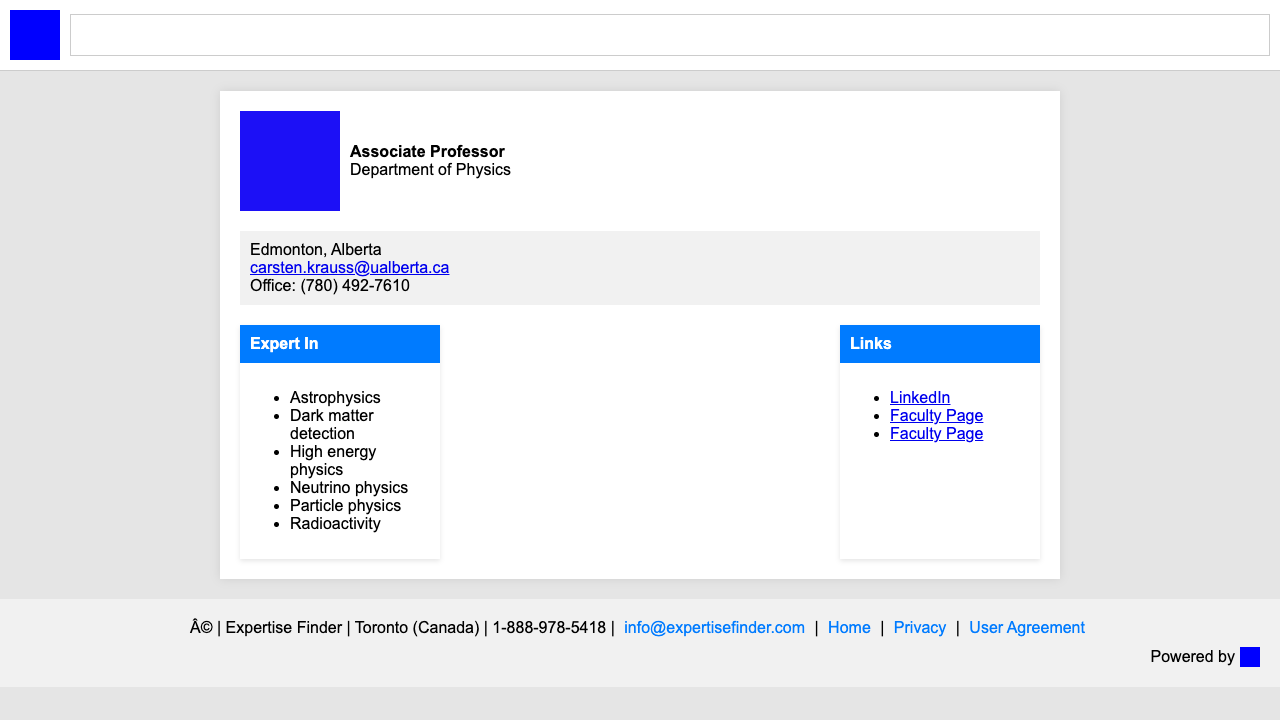 Associate Professor
Department of Physics
Edmonton, Alberta
carsten.krauss@ualberta.ca
Office: (780) 492-7610
Expert In
Astrophysics
Dark matter
detection
High energy
physics
Neutrino physics
Particle physics
Radioactivity
Links
LinkedIn
Faculty Page
Faculty Page
Â© | Expertise Finder | Toronto (Canada) | 1-888-978-5418 | info@expertisefinder.com | Home | Privacy | User Agreement
Powered by